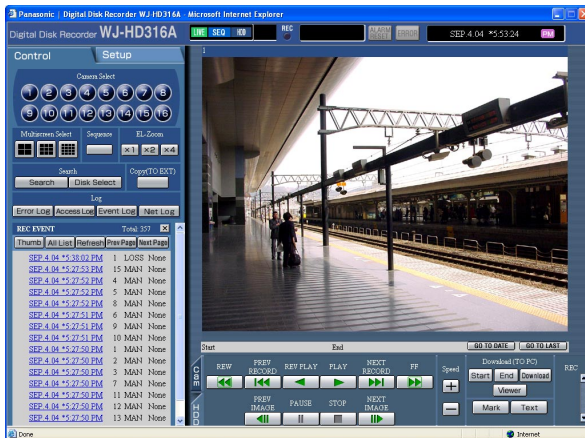 Panasonic | Digital Disk Recorder WJ-HD316A - Microsoft Internet Explorer
Digital Disk Recorder WJ-HD316A
LIVE SEQ HDD
REC
ALARM RESET
ERROR
SEP.4.04 *5:53:24 PM
Control Setup
1
Camera Select
1 2 3 4 5 6 7 8
9 10 11 12 13 14 15 16
Multiscreen Select Sequence EL-Zoom
×1 ×2 ×4
Search Copy(TO EXT)
Search Disk Select
Log
Error Log Access Log Event Log Net Log
REC EVENT Total: 357
Thumb All List Refresh Prev Page Next Page
SEP.4.04 *5:38:02 PM 1 LOSS None
SEP.4.04 *5:27:53 PM 15 MAN None
SEP.4.04 *5:27:52 PM 4 MAN None
SEP.4.04 *5:27:52 PM 5 MAN None
SEP.4.04 *5:27:52 PM 8 MAN None
SEP.4.04 *5:27:51 PM 6 MAN None
SEP.4.04 *5:27:51 PM 9 MAN None
SEP.4.04 *5:27:51 PM 10 MAN None
SEP.4.04 *5:27:50 PM 1 MAN None
SEP.4.04 *5:27:50 PM 2 MAN None
SEP.4.04 *5:27:50 PM 3 MAN None
SEP.4.04 *5:27:50 PM 7 MAN None
SEP.4.04 *5:27:50 PM 11 MAN None
SEP.4.04 *5:27:50 PM 12 MAN None
SEP.4.04 *5:27:50 PM 13 MAN None
Start End GO TO DATE GO TO LAST
Cam
HDD
REW PREV RECORD REV PLAY PLAY NEXT RECORD FF
PREV IMAGE PAUSE STOP NEXT IMAGE
Speed
+
−
Download (TO PC)
Start End Download
Viewer
Mark Text
REC
Done Internet